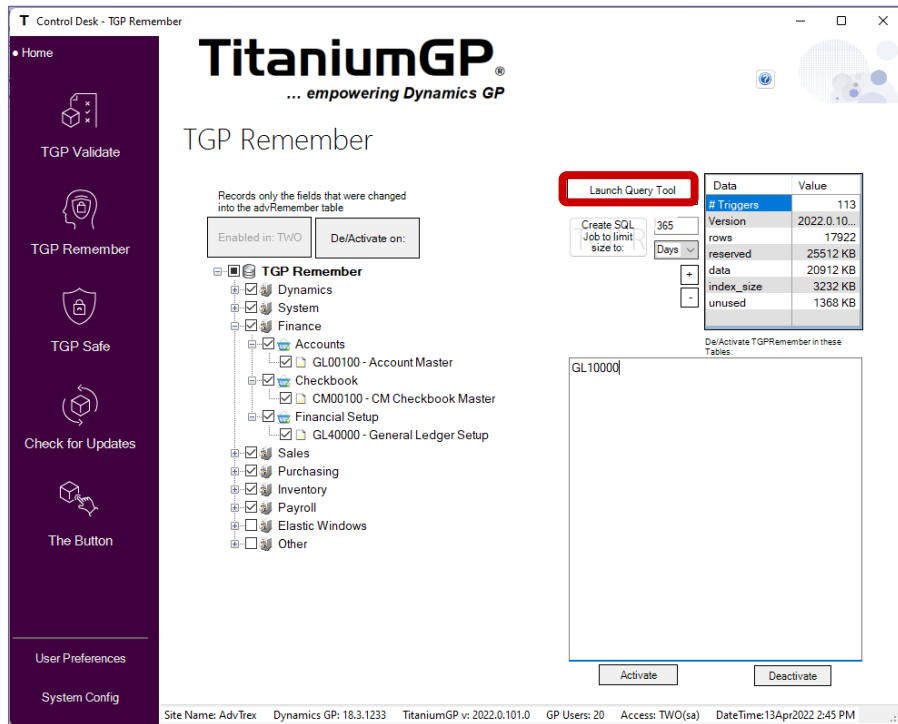 T Control Desk - TGP Remember
• Home
TGP Validate
TGP Remember
TGP Safe
Check for Updates
The Button
User Preferences
System Config
TitaniumGP®
... empowering Dynamics GP
TGP Remember
Records only the fields that were changed
into the advRemember table
Enabled in: TWO
De/Activate on:
TGP Remember
Dynamics
System
Finance
Accounts
GL00100 - Account Master
Checkbook
CM00100 - CM Checkbook Master
Financial Setup
GL40000 - General Ledger Setup
Sales
Purchasing
Inventory
Payroll
Elastic Windows
Other
Launch Query Tool
Create SQL
Job to limit
size to:
365
Days
+
-
Data Value
# Triggers 113
Version 2022.0.10...
rows 17922
reserved 25512 KB
data 20912 KB
index_size 3232 KB
unused 1368 KB
De/Activate TGPRemember in these
Tables:
GL10000
Activate
Deactivate
Site Name: AdvTrex Dynamics GP: 18.3.1233 TitaniumGP v: 2022.0.101.0 GP Users: 20 Access: TWO(sa) DateTime:13Apr2022 2:45 PM